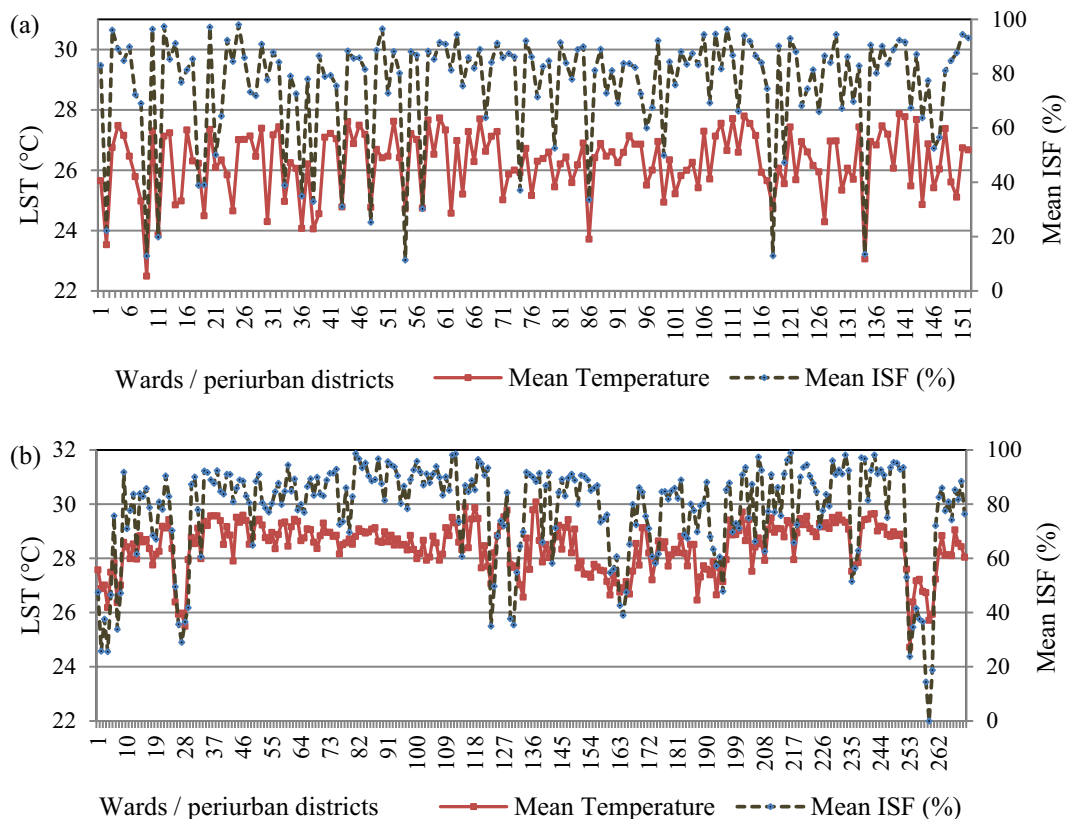 (a)
LST (°C)
32
30
28
26
24
22
100
80
60
40
20
0
Mean ISF (%)
1 6 11 16 21 26 31 36 41 46 51 56 61 66 71 76 81 86 91 96 101 106 111 116 121 126 131 136 141 146 151
Wards / periurban districts Mean Temperature Mean ISF (%)
(b)
LST (°C)
32
30
28
26
24
22
100
80
60
40
20
0
Mean ISF (%)
1 10 19 28 37 46 55 64 73 82 91 100 109 118 127 136 145 154 163 172 181 190 199 208 217 226 235 244 253 262
Wards / periurban districts Mean Temperature Mean ISF (%)